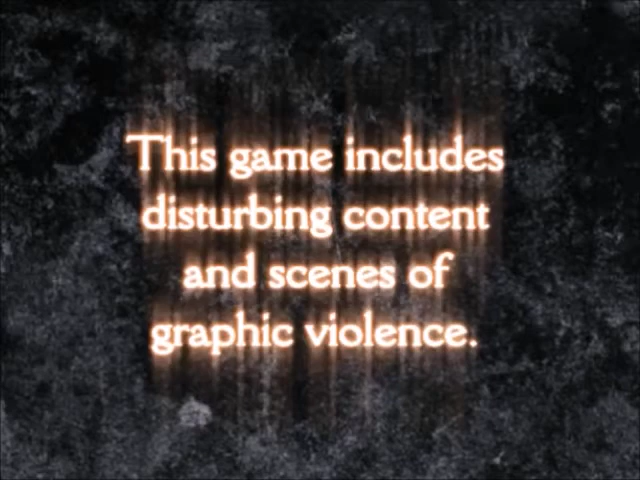 This game includes
disturbing content
and scenes of
graphic violence.